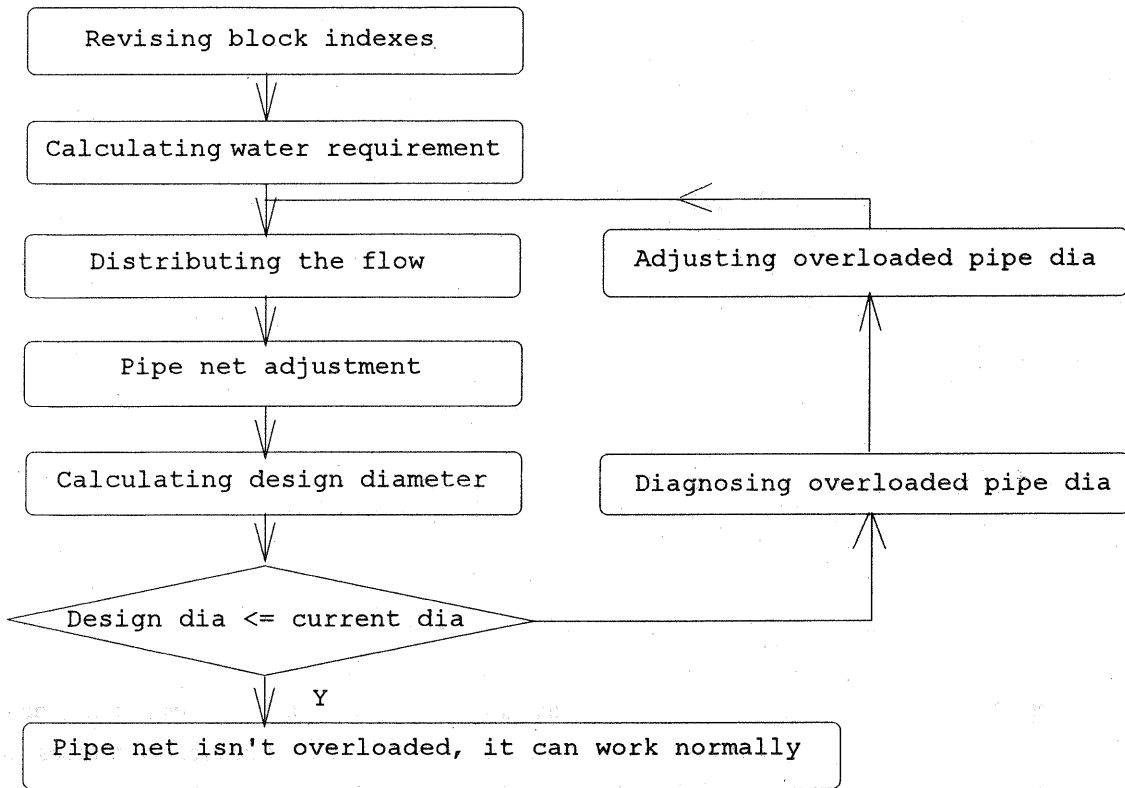 Revising block indexes
Calculating water requirement
Distributing the flow
Adjusting overloaded pipe dia
Pipe net adjustment
Calculating design diameter
Diagnosing overloaded pipe dia
Design dia <= current dia
Y
Pipe net isn't overloaded, it can work normally